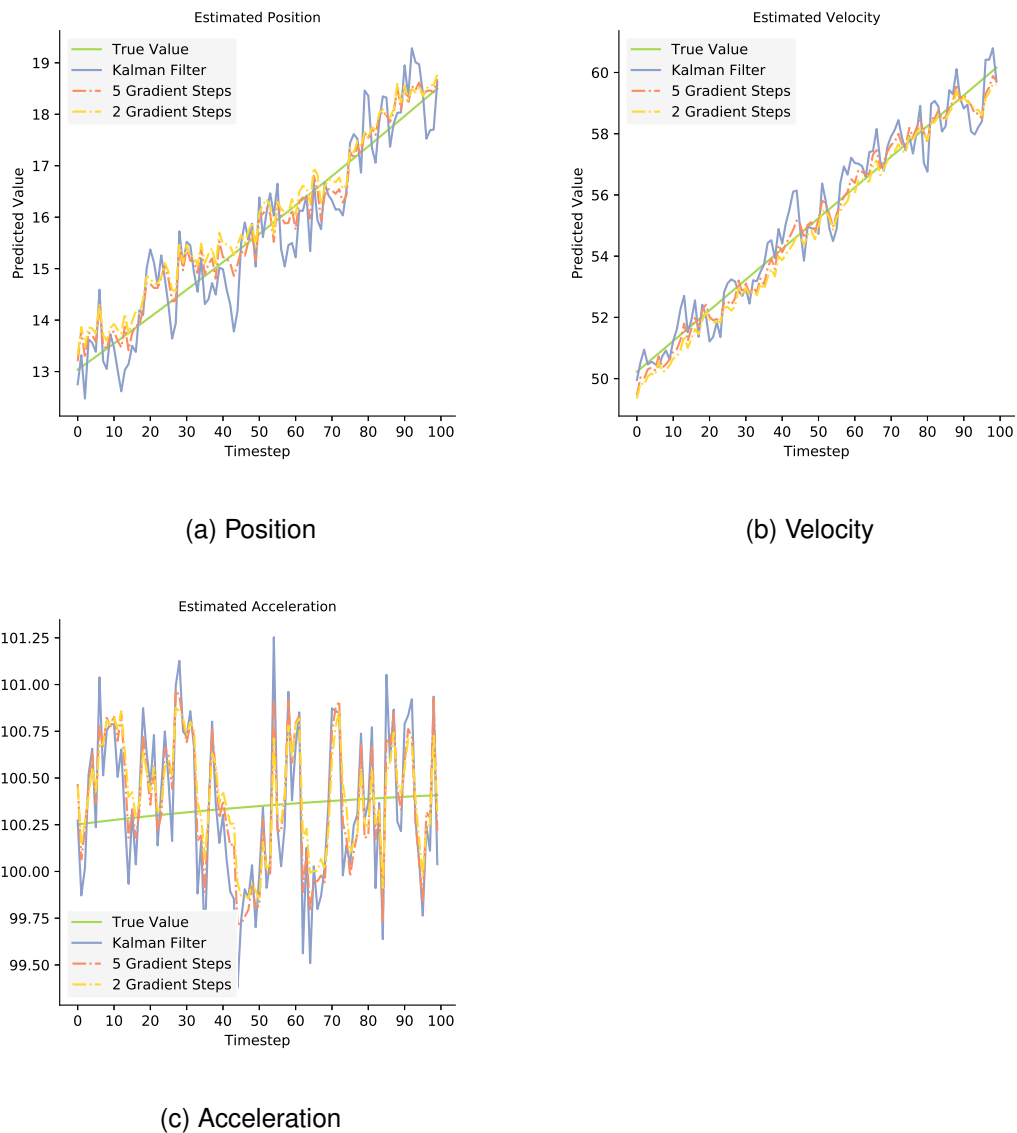 Estimated Position
True Value
Kalman Filter
5 Gradient Steps
2 Gradient Steps
19
18
17
16
15
14
13
Predicted Value
0 10 20 30 40 50 60 70 80 90 100
Timestep
(a) Position
Estimated Velocity
True Value
Kalman Filter
5 Gradient Steps
2 Gradient Steps
60
58
56
54
52
50
Predicted Value
0 10 20 30 40 50 60 70 80 90 100
Timestep
(b) Velocity
Estimated Acceleration
101.25
101.00
100.75
100.50
100.25
100.00
99.75
99.50
True Value
Kalman Filter
5 Gradient Steps
2 Gradient Steps
0 10 20 30 40 50 60 70 80 90 100
Timestep
(c) Acceleration